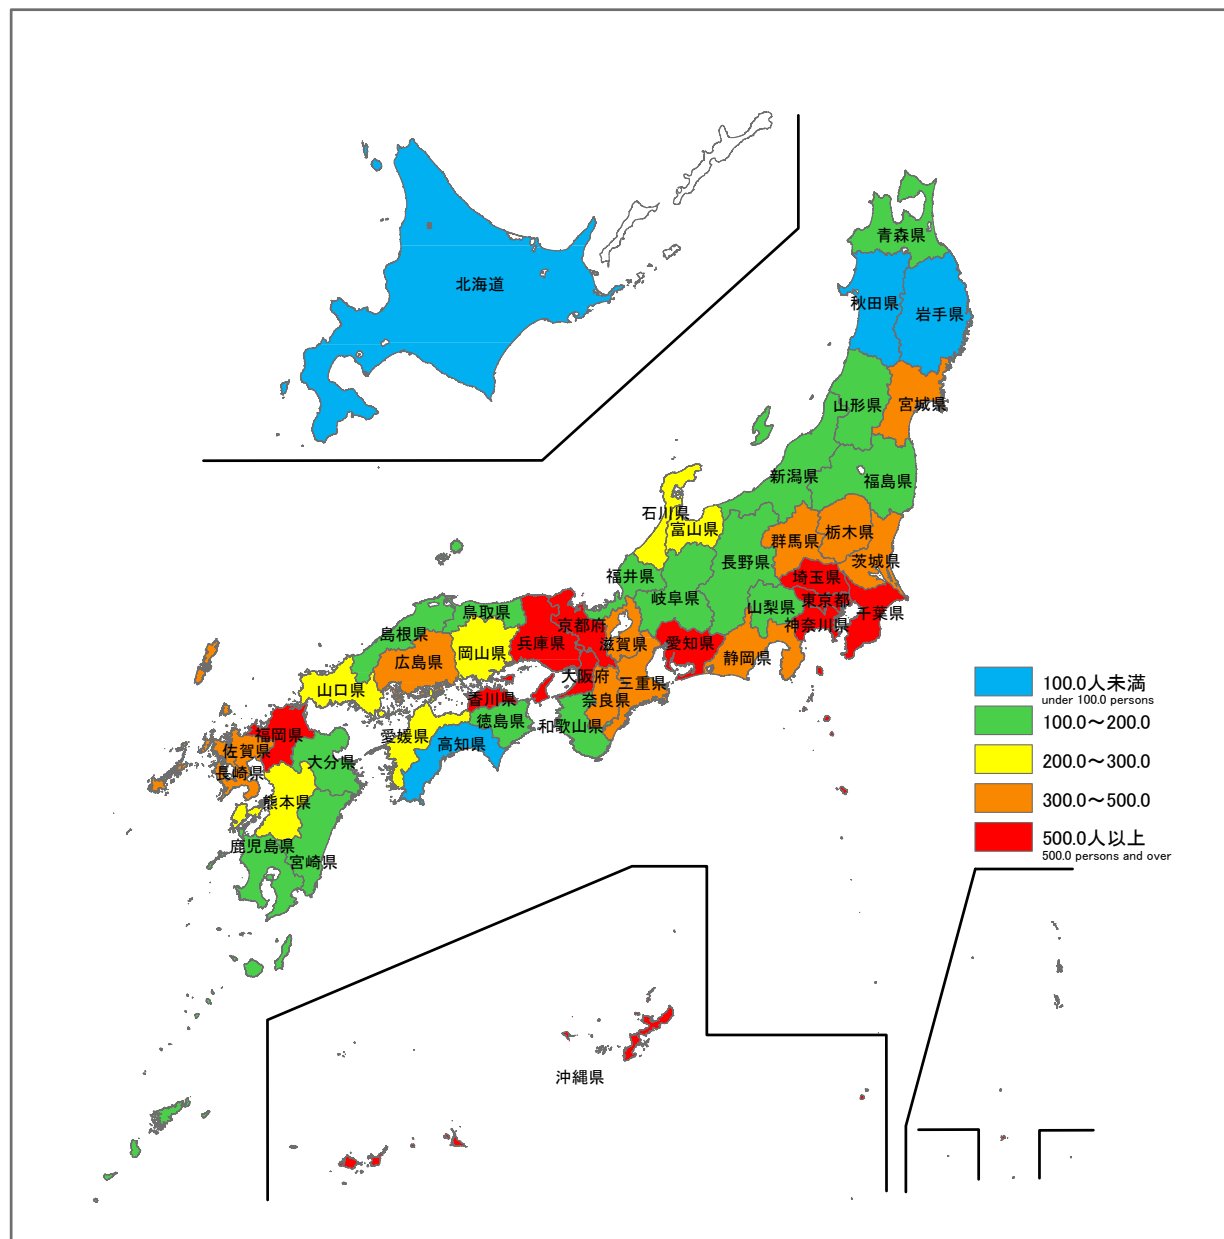 北海道
青森県
秋田県
岩手県
山形県
宮城県
新潟県
福島県
石川県
富山県
群馬県
栃木県
茨城県
長野県
埼玉県
福井県
岐阜県
山梨県
東京都
千葉県
神奈川県
鳥取県
京都府
島根県
兵庫県
滋賀県
愛知県
静岡県
広島県
岡山県
大阪府
三重県
山口県
香川県
奈良県
徳島県
和歌山県
愛媛県
高知県
福岡県
佐賀県
大分県
長崎県
熊本県
鹿児島県
宮崎県
沖縄県
100.0人未満
under 100.0 persons
100.0～200.0
200.0～300.0
300.0～500.0
500.0人以上
500.0 persons and over